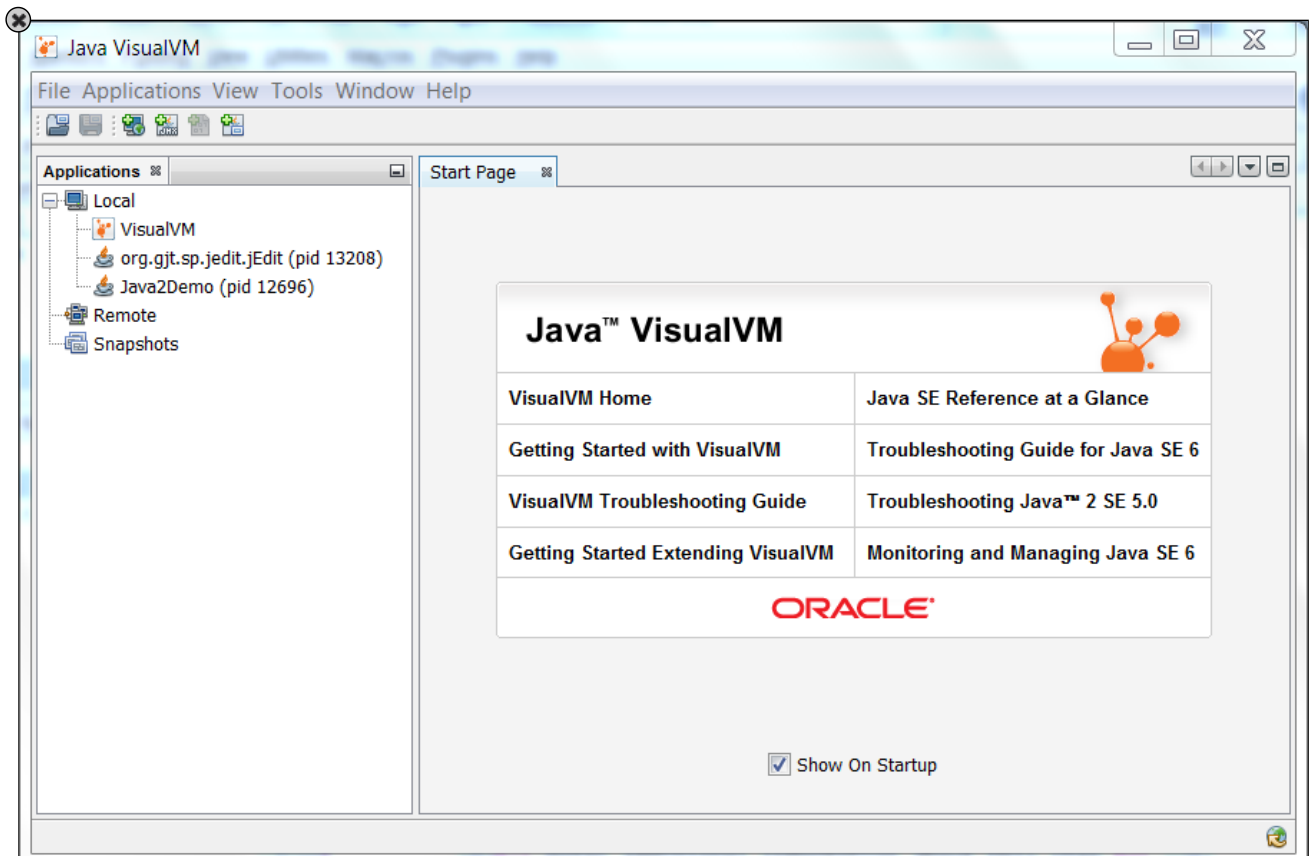 Java VisualVM
File Applications View Tools Window Help
Applications
Start Page
Local
VisualVM
org.gjt.sp.jedit.jEdit (pid 13208)
Java2Demo (pid 12696)
Remote
Snapshots
Java™ VisualVM
VisualVM Home
Java SE Reference at a Glance
Getting Started with VisualVM
Troubleshooting Guide for Java SE 6
VisualVM Troubleshooting Guide
Troubleshooting Java™ 2 SE 5.0
Getting Started Extending VisualVM
Monitoring and Managing Java SE 6
ORACLE
Show On Startup